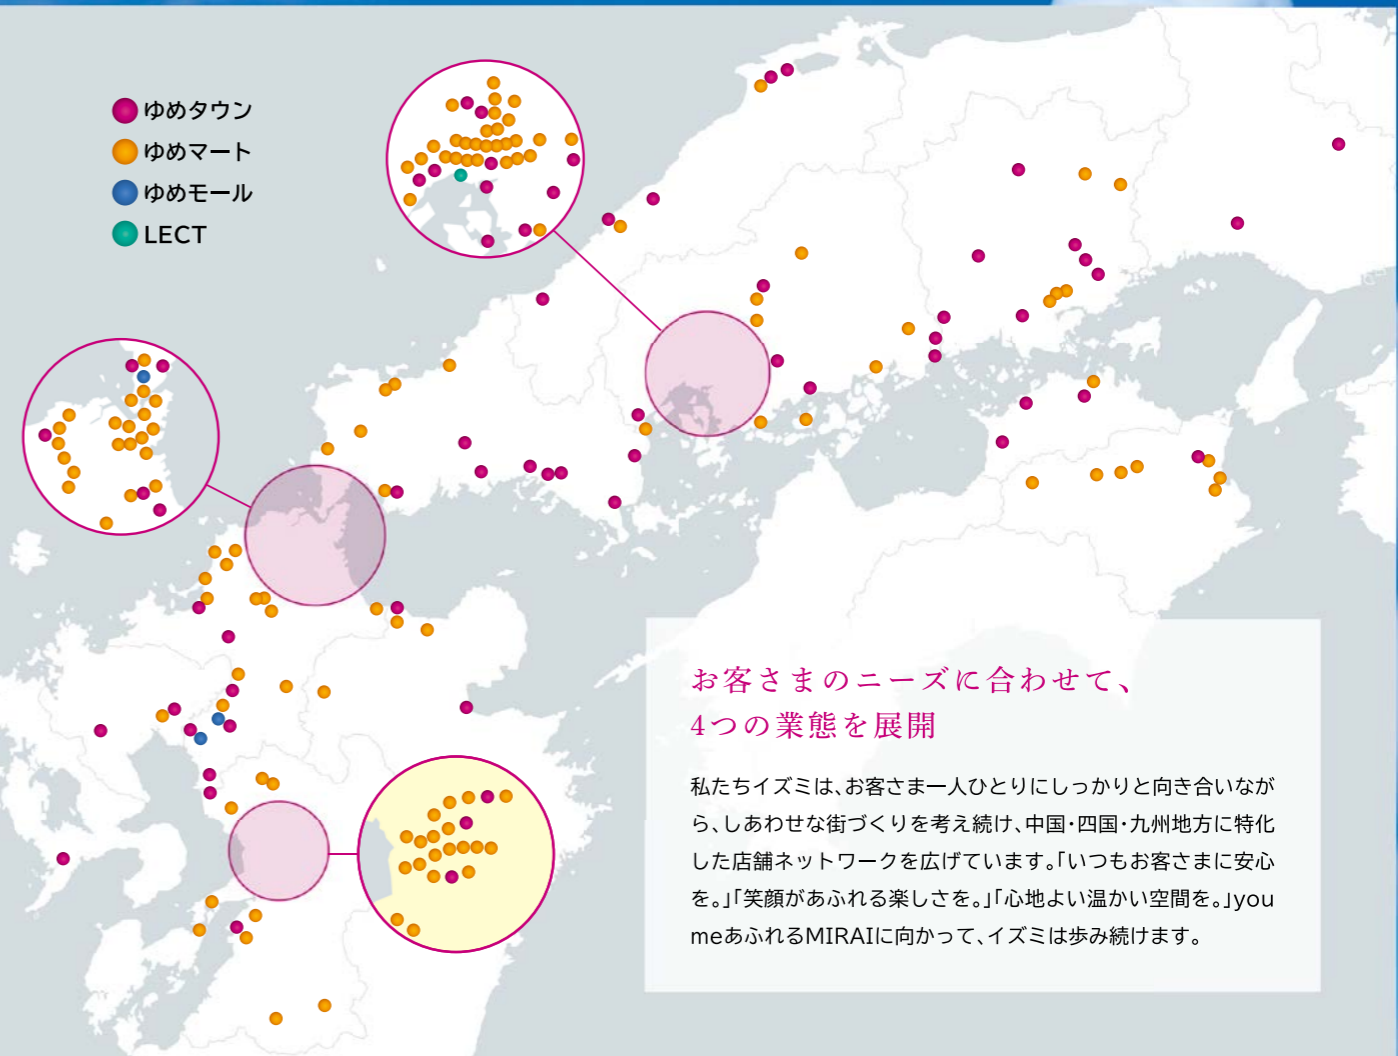 ゆめタウン
ゆめマート
ゆめモール
LECT
お客さまのニーズに合わせて、
4つの業態を展開
私たちイズミは、お客さま一人ひとりにしっかりと向き合いなが
ら、しあわせな街づくりを考え続け、中国・四国・九州地方に特化
した店舗ネットワークを広げています。「いつもお客さまに安心
を。」「笑顔があふれる楽しさを。」「心地よい温かい空間を。」you
meあふれるMIRAIに向かって、イズミは歩み続けます。